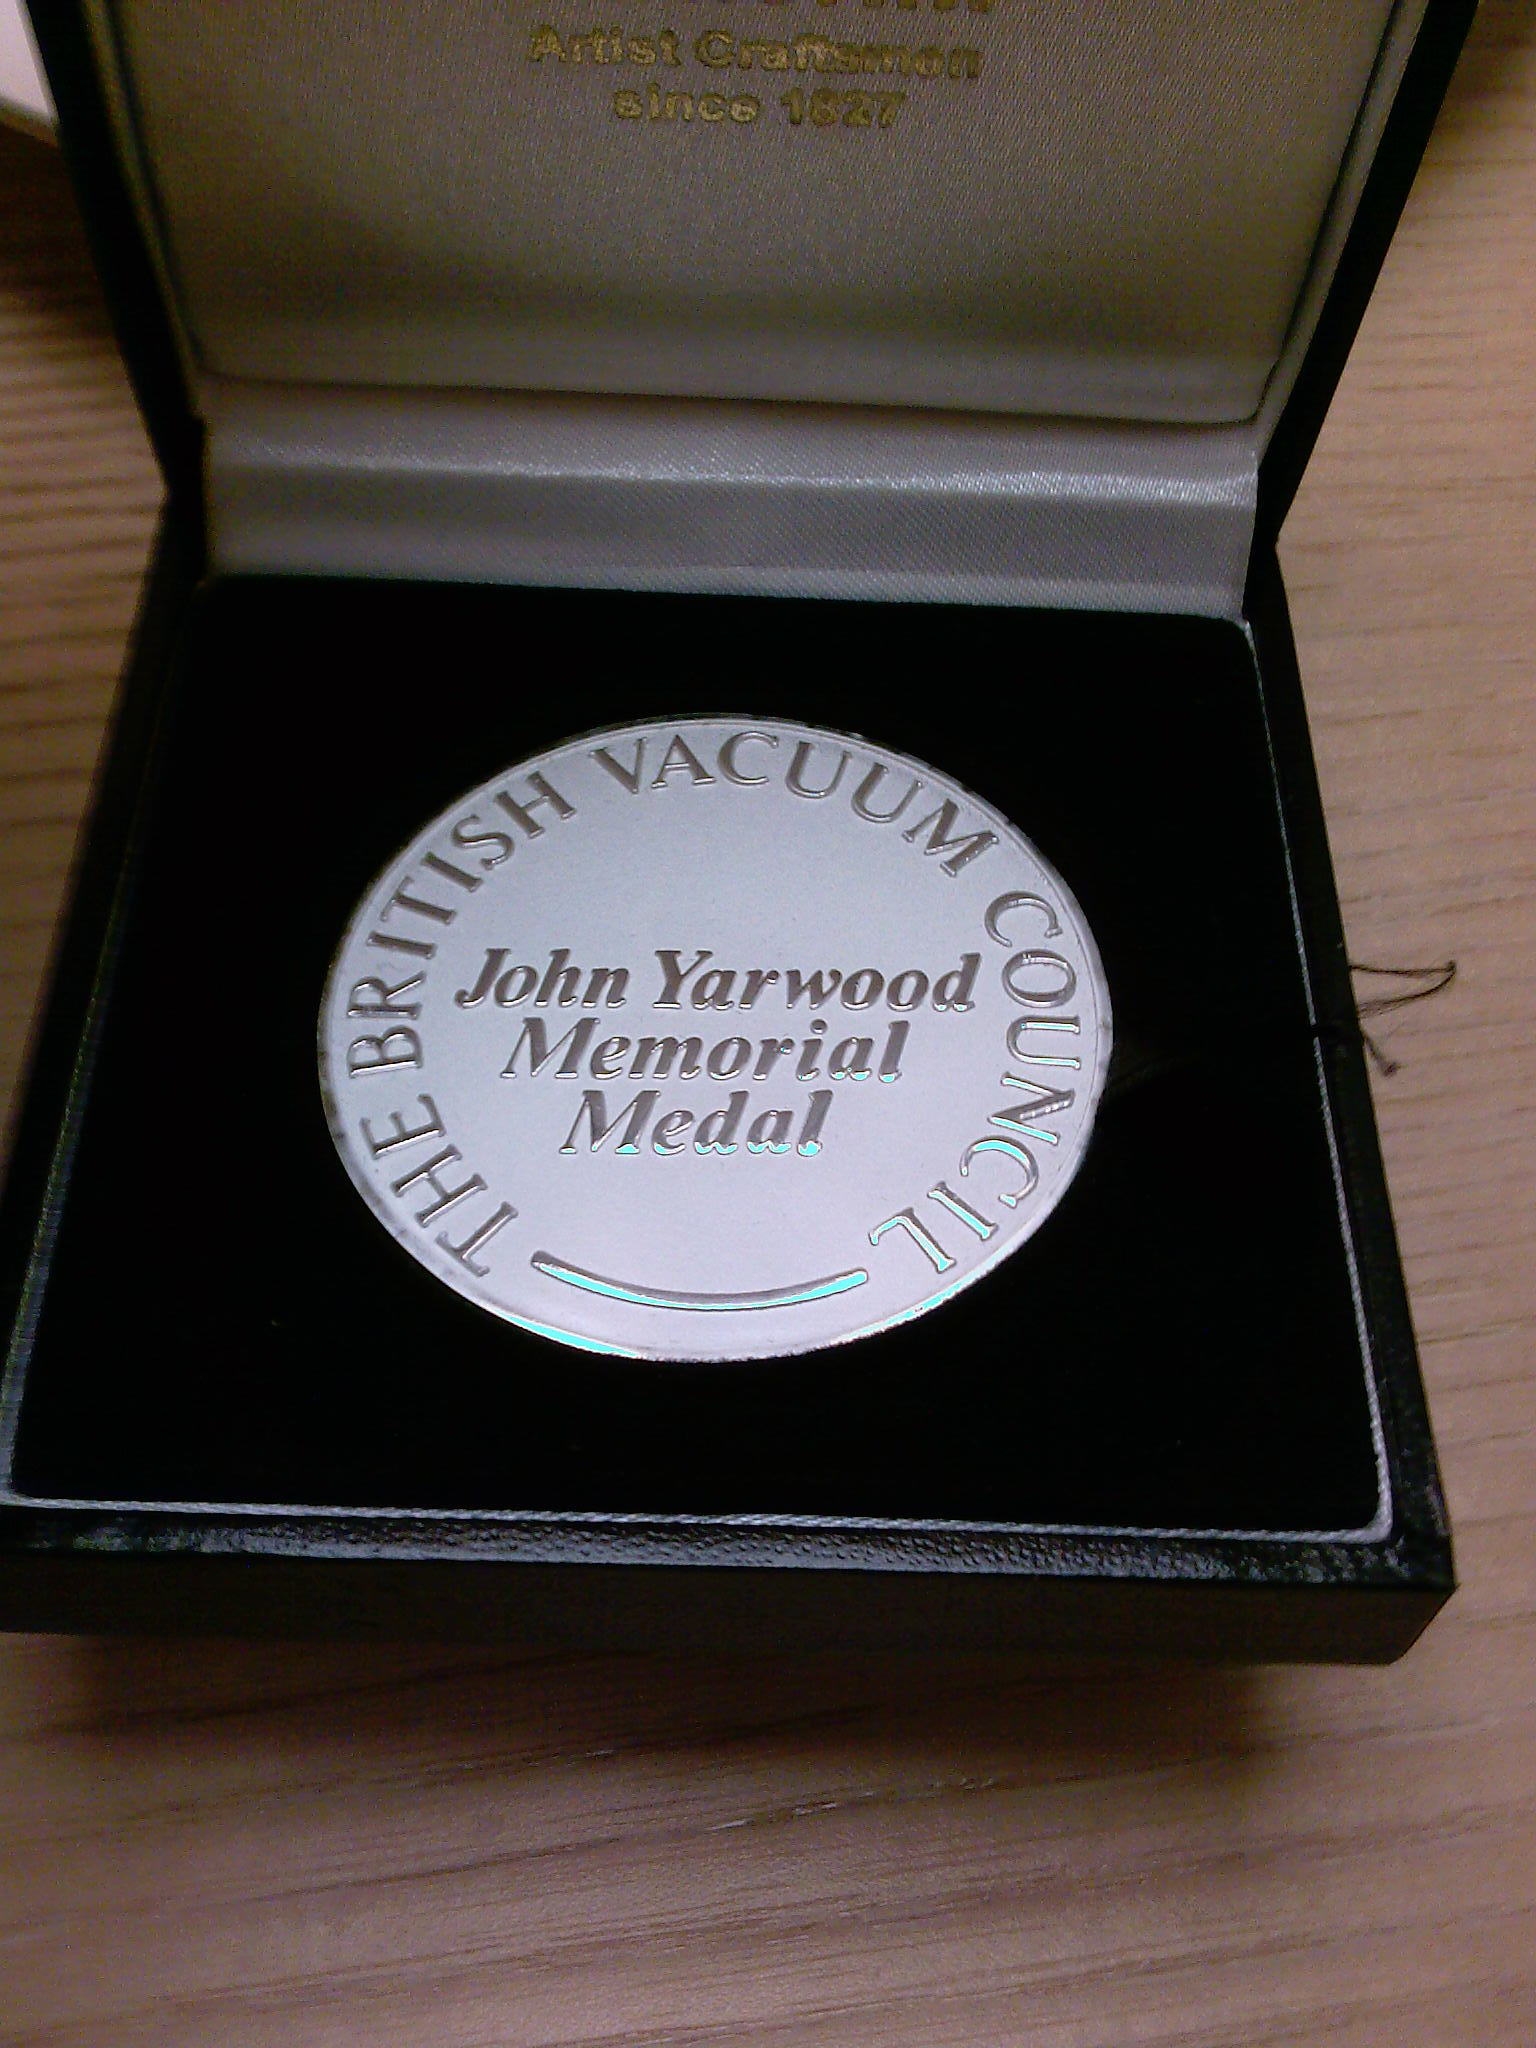 Artist Craftsmen
since 1827
THE BRITISH VACUUM COUNCIL
John Yarwood
Memorial
Medal